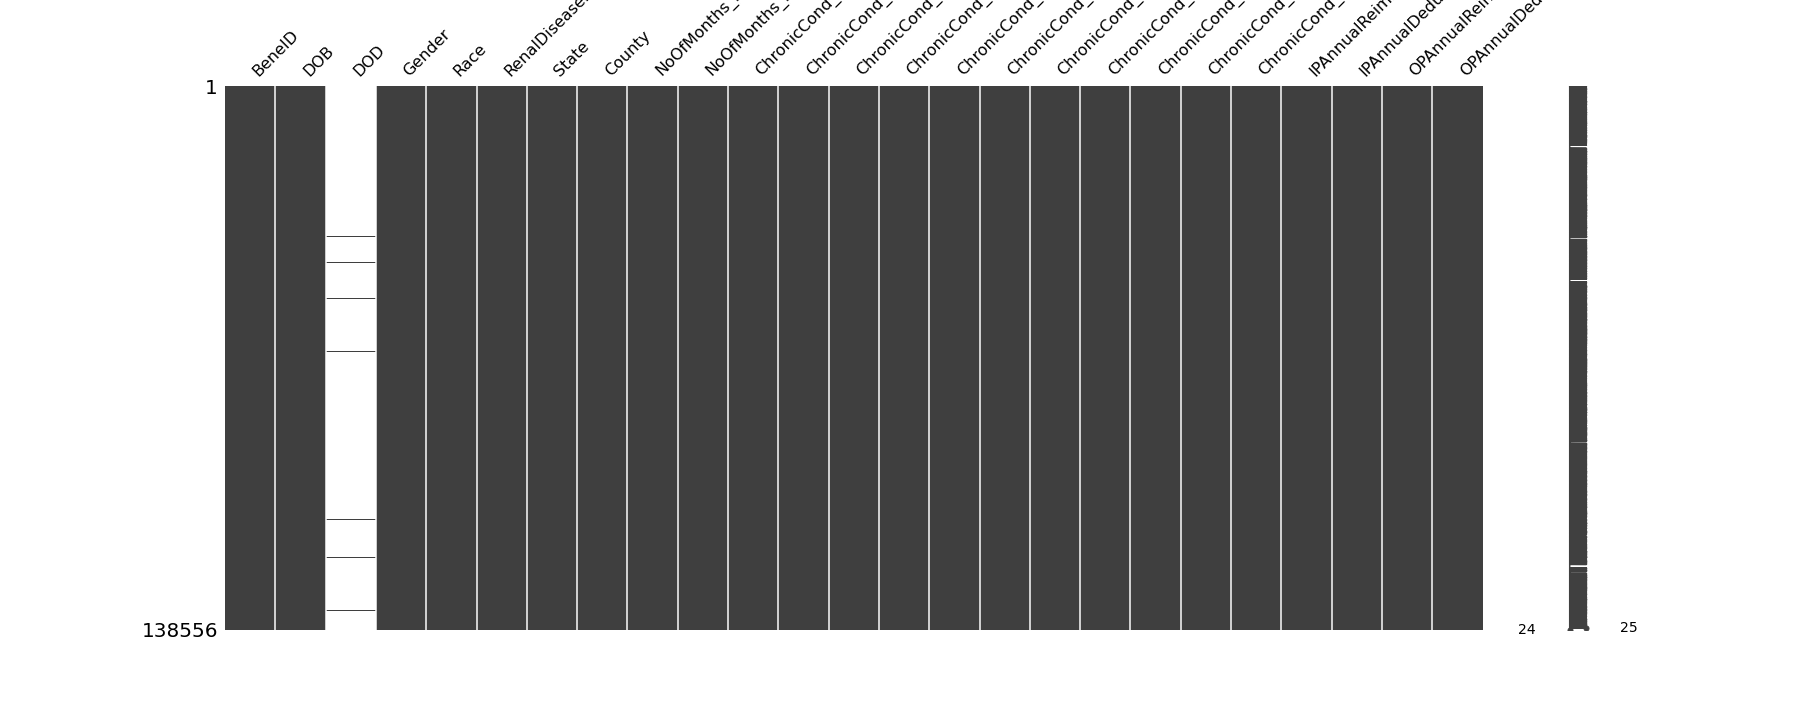 BeneID
DOB
DOD
Gender
Race
RenalDisease
State
County
NoOfMonths_
NoOfMonths_
ChronicCond_
ChronicCond_
ChronicCond_
ChronicCond_
ChronicCond_
ChronicCond_
ChronicCond_
ChronicCond_
ChronicCond_
ChronicCond_
ChronicCond_
IPAnnualReim
IPAnnualDedu
OPAnnualRei
OPAnnualDed
1
138556
24
25